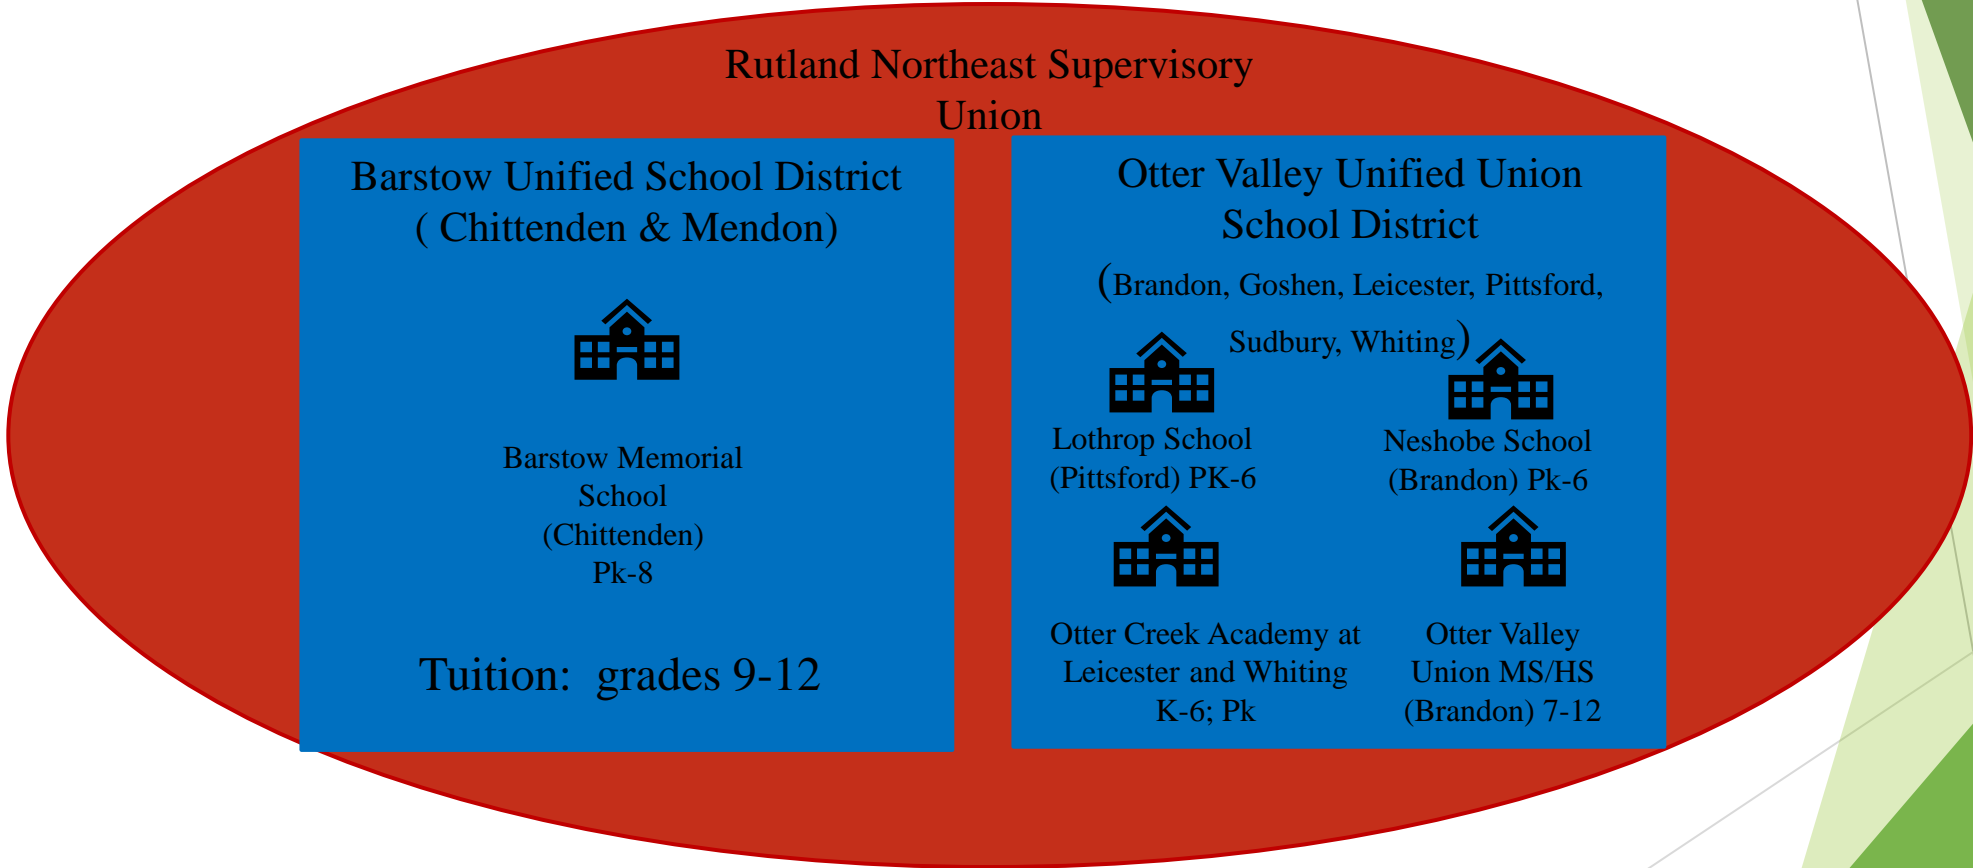 Rutland Northeast Supervisory
Union
Barstow Unified School District
( Chittenden & Mendon)
Barstow Memorial
School
(Chittenden)
Pk-8
Tuition:  grades 9-12
Otter Valley Unified Union
School District
(Brandon, Goshen, Leicester, Pittsford,
Sudbury, Whiting)
Lothrop School
(Pittsford) PK-6
Neshobe School
(Brandon) Pk-6
Otter Creek Academy at
Leicester and Whiting
K-6; Pk
Otter Valley
Union MS/HS
(Brandon) 7-12